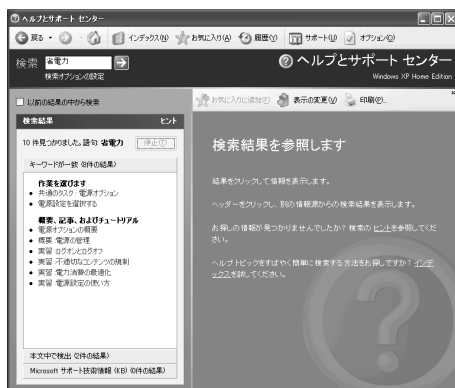 ヘルプとサポート センター
戻る
インデックス(N)
お気に入り(A)
履歴(Y)
サポート(U)
オプション(O)
検索
省電力
検索オプションの設定
ヘルプとサポート センター
Windows XP Home Edition
以前の結果の中から検索
お気に入りに追加(F)
表示の変更(V)
印刷(P)...
検索結果
ヒント
10 件見つかりました。語句: 省電力
停止(T)
キーワードが一致 (8件の結果)
作業を選びます
共通のタスク: 電源オプション
電源設定を選択する
概要、記事、およびチュートリアル
電源オプションの概要
概要: 電源の管理
実習: ログオンとログオフ
実習: 不適切なコンテンツの規制
実習: 電力消費の最適化
実習: 電源設定の使い方
本文中で検出 (2件の結果)
Microsoft サポート技術情報 (KB) (0件の結果)
検索結果を参照します
結果をクリックして情報を表示します。
ヘッダーをクリックし、別の情報源からの検索結果を表示します。
お探しの情報が見つかりませんでしたか? 検索の ヒントを参照してくだ
さい。
ヘルプ トピックをすばやく簡単に検索する方法をお探しですか? インデ
ックスを試してください。